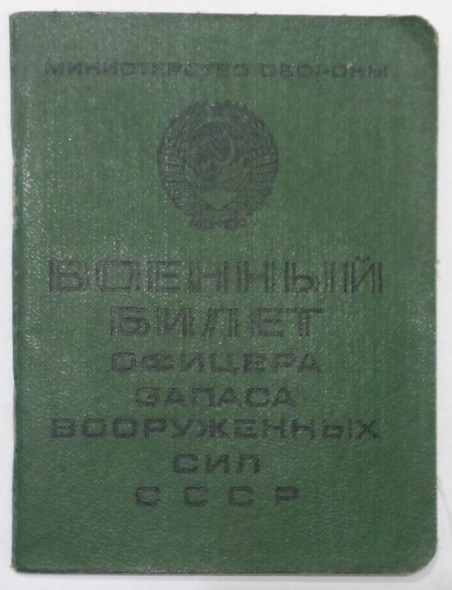 МИНИСТЕРСТВО ОБОРОНЫ
ВОЕННЫЙ
БИЛЕТ
ОФИЦЕРА
ЗАПАСА
ВООРУЖЕННЫХ
СИЛ
СССР